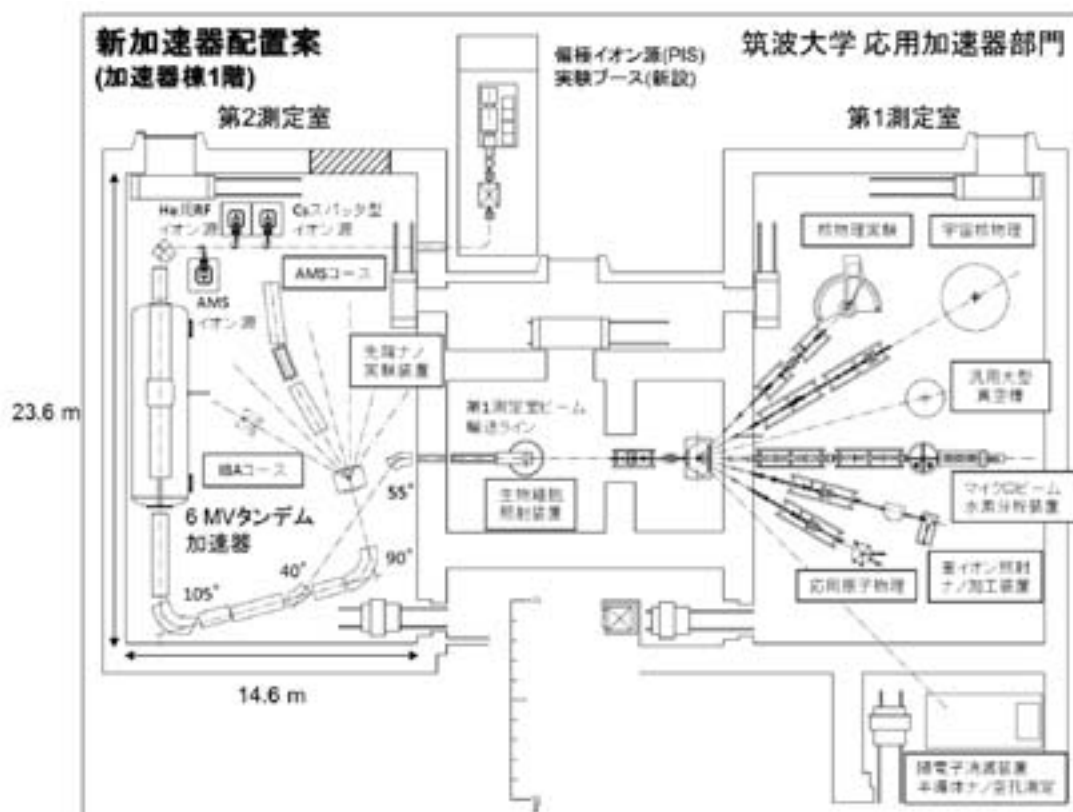 新加速器配置案
(加速器棟1階)
筑波大学 応用加速器部門
偏極イオン源(PIS)
実験ブース(新設)
第2測定室
第1測定室
He用RF
イオン源
Csスパッタ型
イオン源
AMS
イオン源
AMSコース
先端ナノ
実験装置
IBAコース
6 MVタンデム
加速器
105°
40°
90°
55°
23.6 m
14.6 m
第1測定室ビーム
輸送ライン
生物細胞
照射装置
核物理実験
宇宙核物理
汎用大型
真空槽
マイクロビーム
水素分析装置
重イオン照射
ナノ加工装置
応用原子物理
陽電子消滅装置
半導体ナノ空孔測定